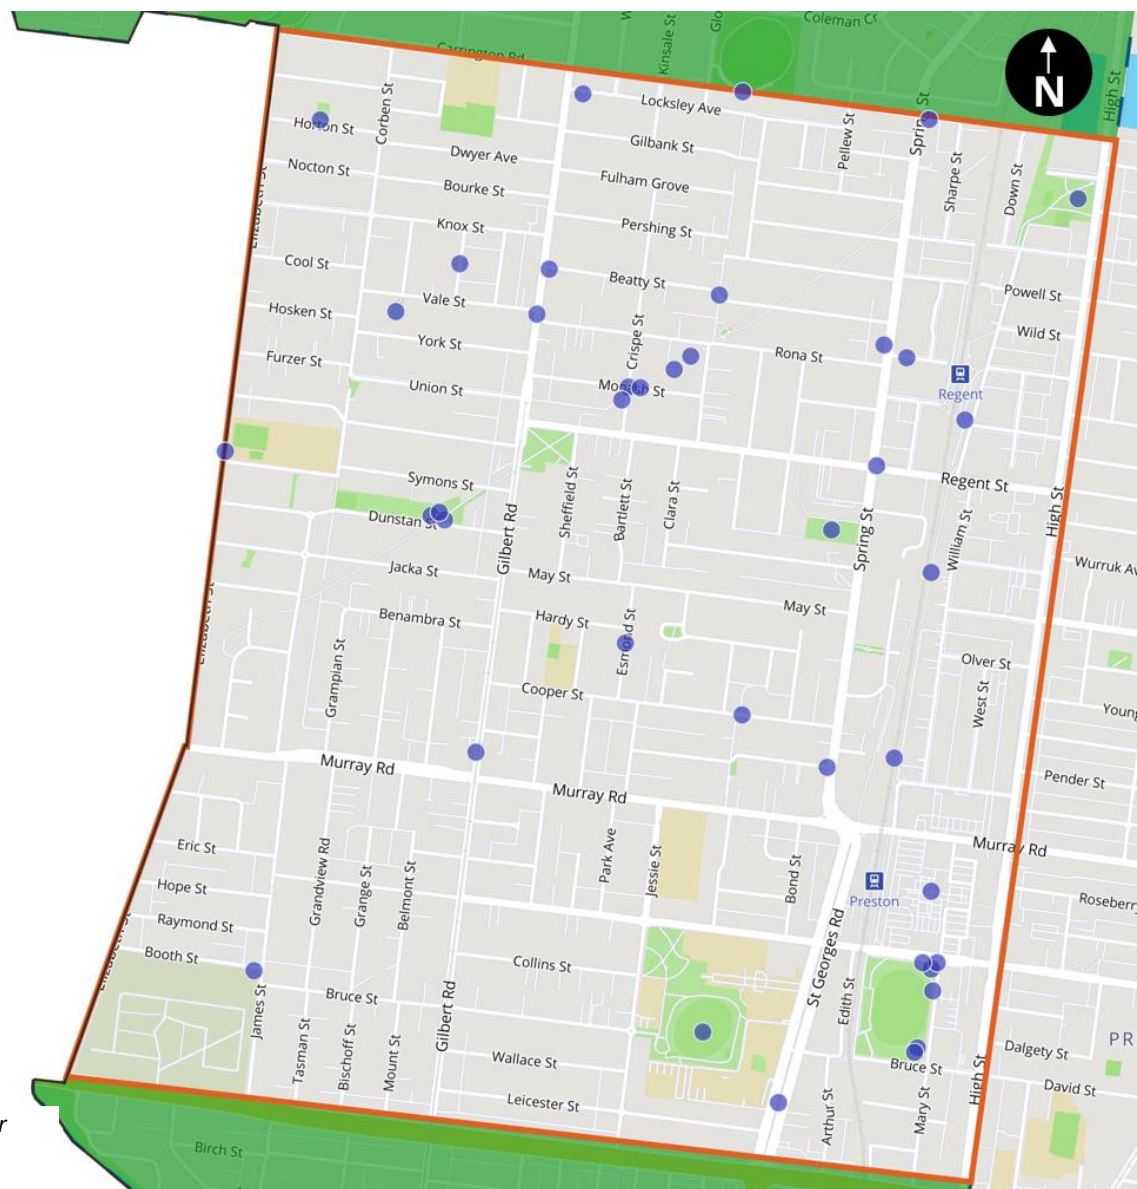 Coleman Cr
Kinsale St
Carrington Rd
High St
N
Locksley Ave
Corben St
Horton St
Gilbank St
Pellew St
Dwyer Ave
Nocton St
Bourke St
Fulham Grove
Sharpe St
Down St
Knox St
Pershing St
Elizabeth St
Cool St
Beatty St
Powell St
Hosken St
Vale St
Crispe St
Wild St
York St
Rona St
Furzer St
Union St
Regent
Symons St
Regent St
Sheffield St
Bartlett St
Clara St
High St
Dunstan St
Gilbert Rd
Spring St
William St
Jacka St
May St
Benambra St
Hardy St
May St
Elizabeth St
Esmond St
Grampian St
Olver St
Cooper St
West St
Young
Murray Rd
Murray Rd
Pender St
Eric St
Grandview Rd
Grange St
Belmont St
Park Ave
Jessie St
Bond St
Murray Rd
Preston
Hope St
Raymond St
Elizabeth St
Booth St
Collins St
St Georges Rd
Edith St
James St
Bruce St
Gilbert Rd
Tasman St
Bischoff St
Mount St
Wallace St
Bruce St
Dalgety St
PR
David St
Leicester St
Arthur St
Mary St
High St
r
Birch St